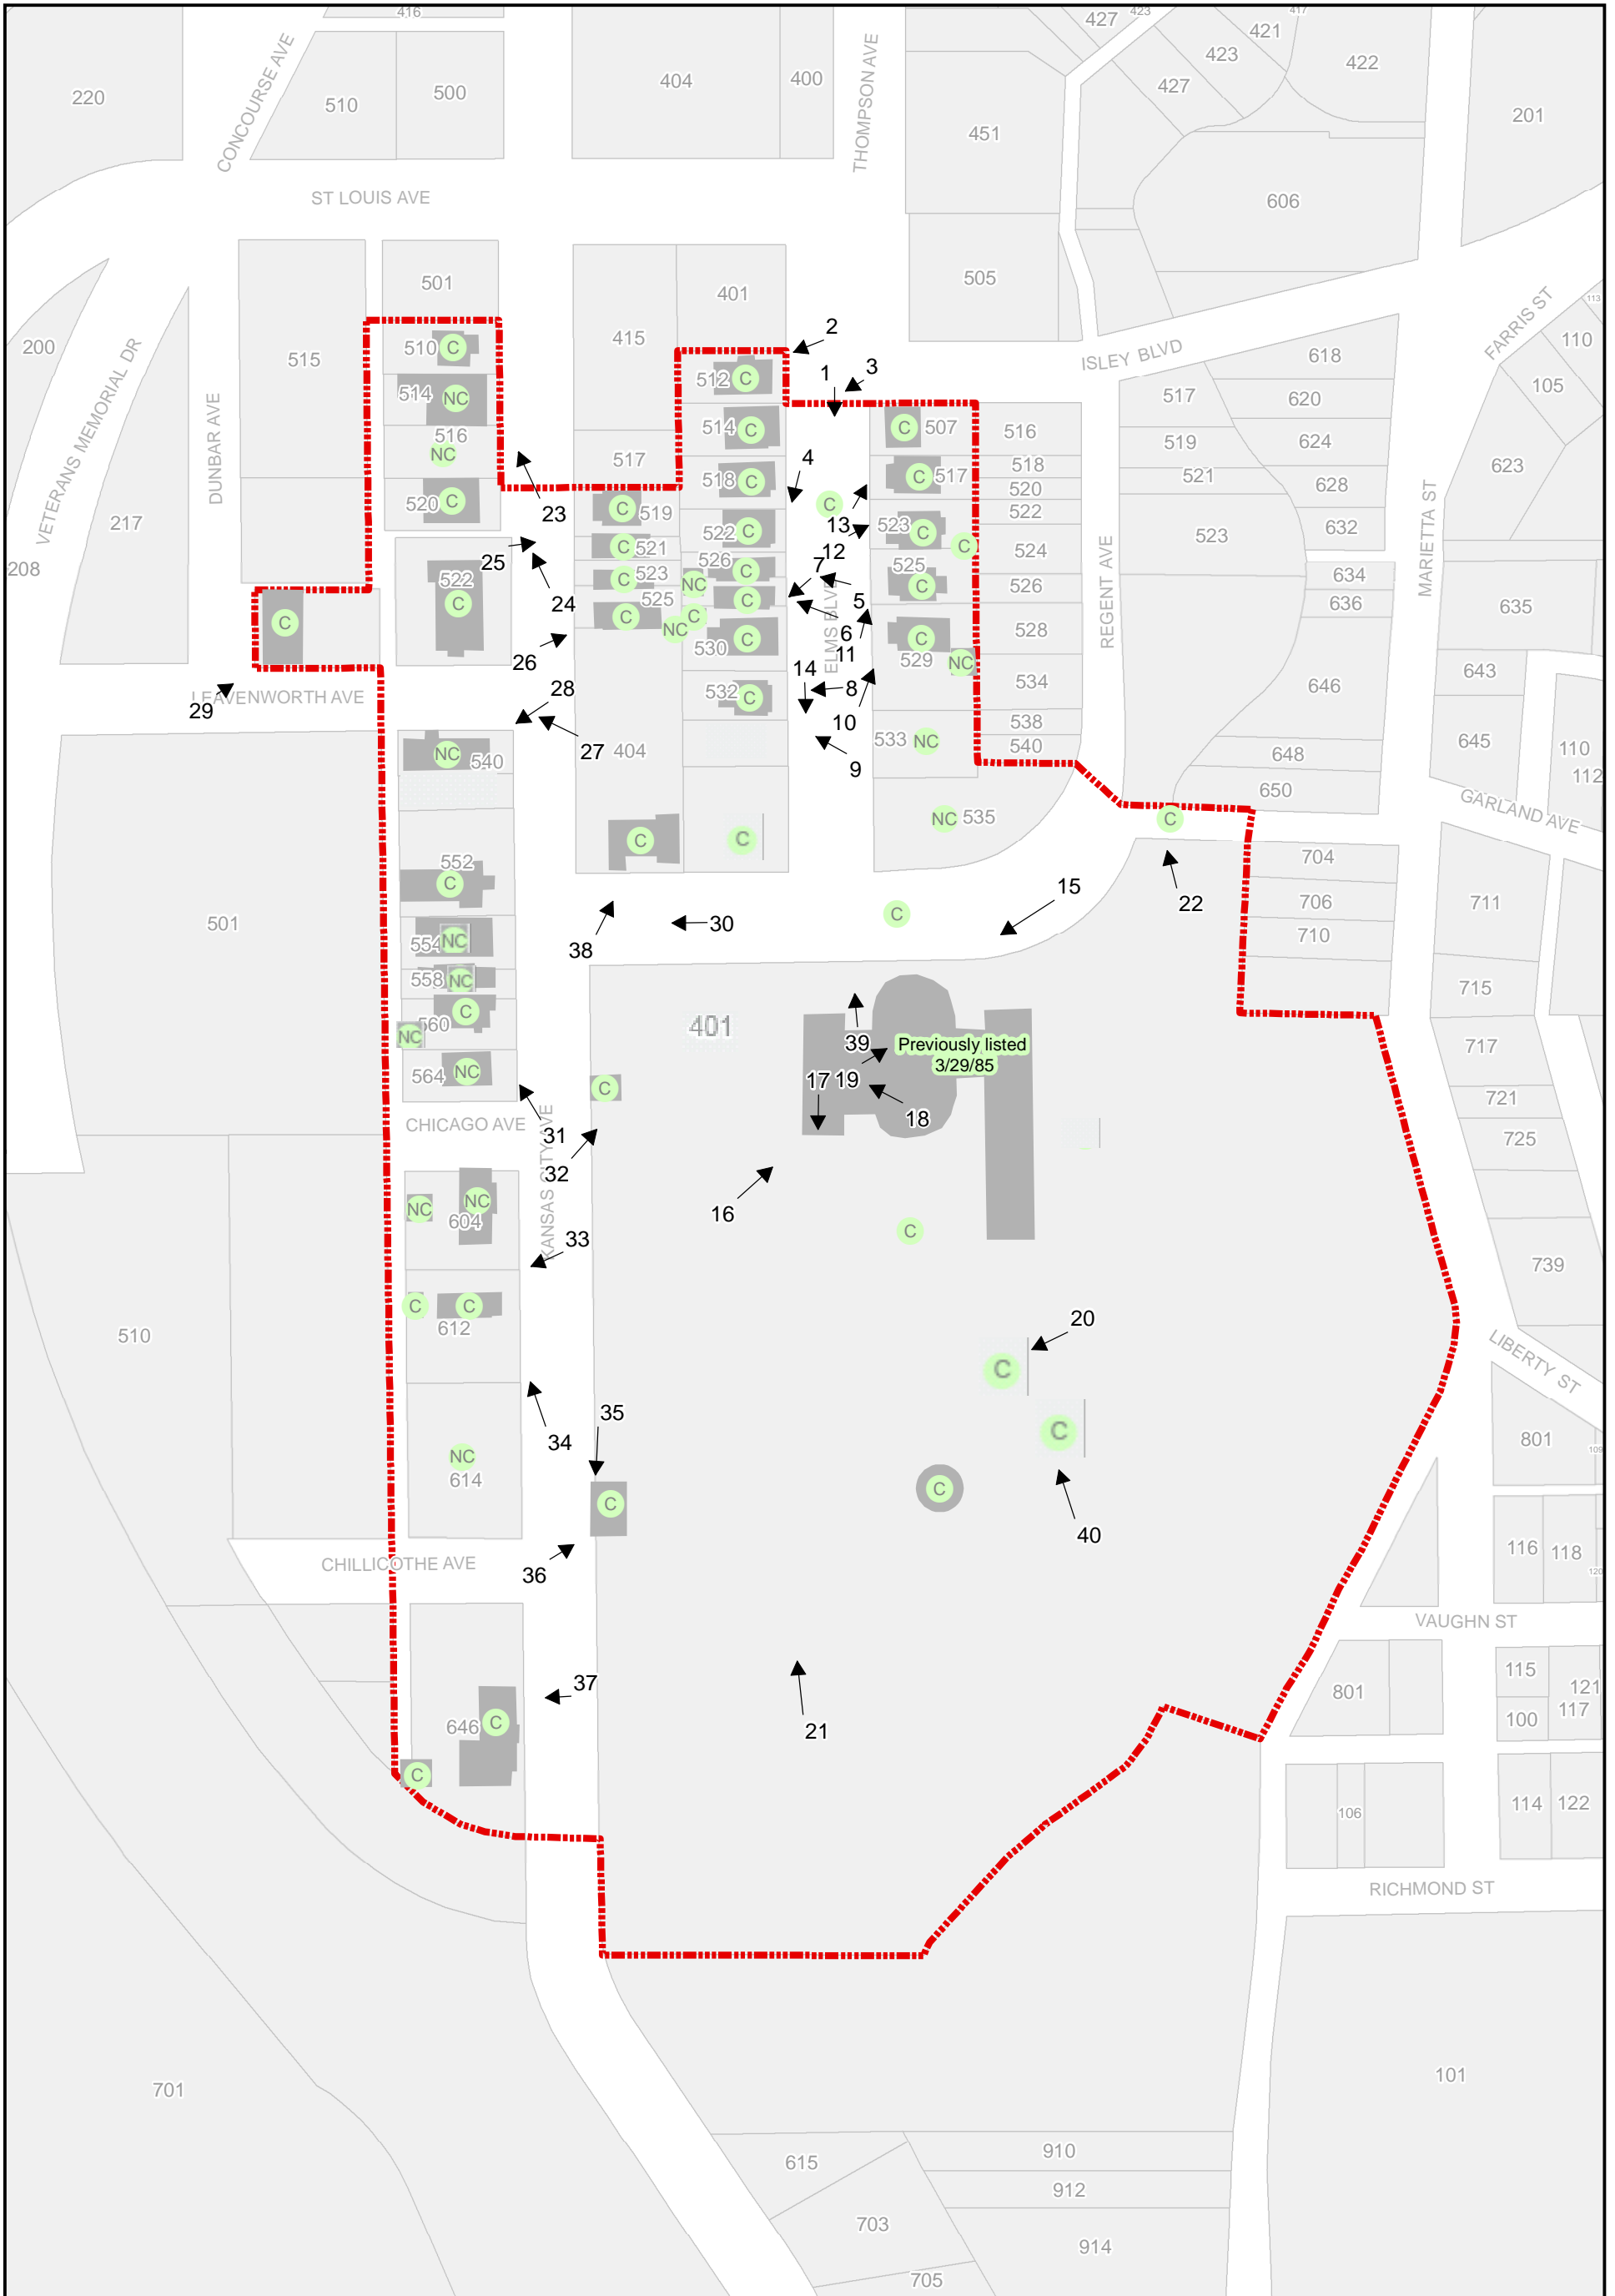 416
427
423
417
421
423
422
427
220
510
500
404
400
451
201
CONCOURSE AVE
THOMPSON AVE
ST LOUIS AVE
606
501
401
505
FARRIS ST
113
200
VETERANS MEMORIAL DR
DUNBAR AVE
515
510
C
415
512
C
2
1
3
ISLEY BLVD
618
110
105
514
NC
516
NC
517
514
C
C
507
516
517
620
519
624
623
518
C
4
C
517
518
521
628
217
520
C
23
519
C
C
13
520
522
522
C
523
C
C
523
632
MARIETTA ST
208
25
521
C
12
524
REGENT AVE
522
C
24
523
C
526
C
NC
7
525
C
526
634
636
635
C
525
C
C
NC
C
5
6
11
ELMS BLVD
528
26
530
C
C
529
NC
643
29
LEAVENWORTH AVE
28
532
C
14
8
534
646
10
538
27
404
9
533
NC
540
648
645
110
112
540
NC
650
GARLAND AVE
C
C
NC
535
C
704
552
C
15
22
706
711
501
38
30
C
710
554
NC
558
NC
715
560
C
NC
401
39
Previously listed
3/29/85
717
564
NC
C
17
19
18
721
CHICAGO AVE
31
725
32
KANSAS CITY AVE
NC
NC
604
16
C
33
739
510
C
C
612
20
C
LIBERTY ST
35
C
801
109
34
NC
614
C
C
40
116
118
120
CHILLICOTHE AVE
36
VAUGHN ST
115
121
117
37
801
100
646
C
21
C
106
114
122
RICHMOND ST
701
101
615
910
912
703
914
705